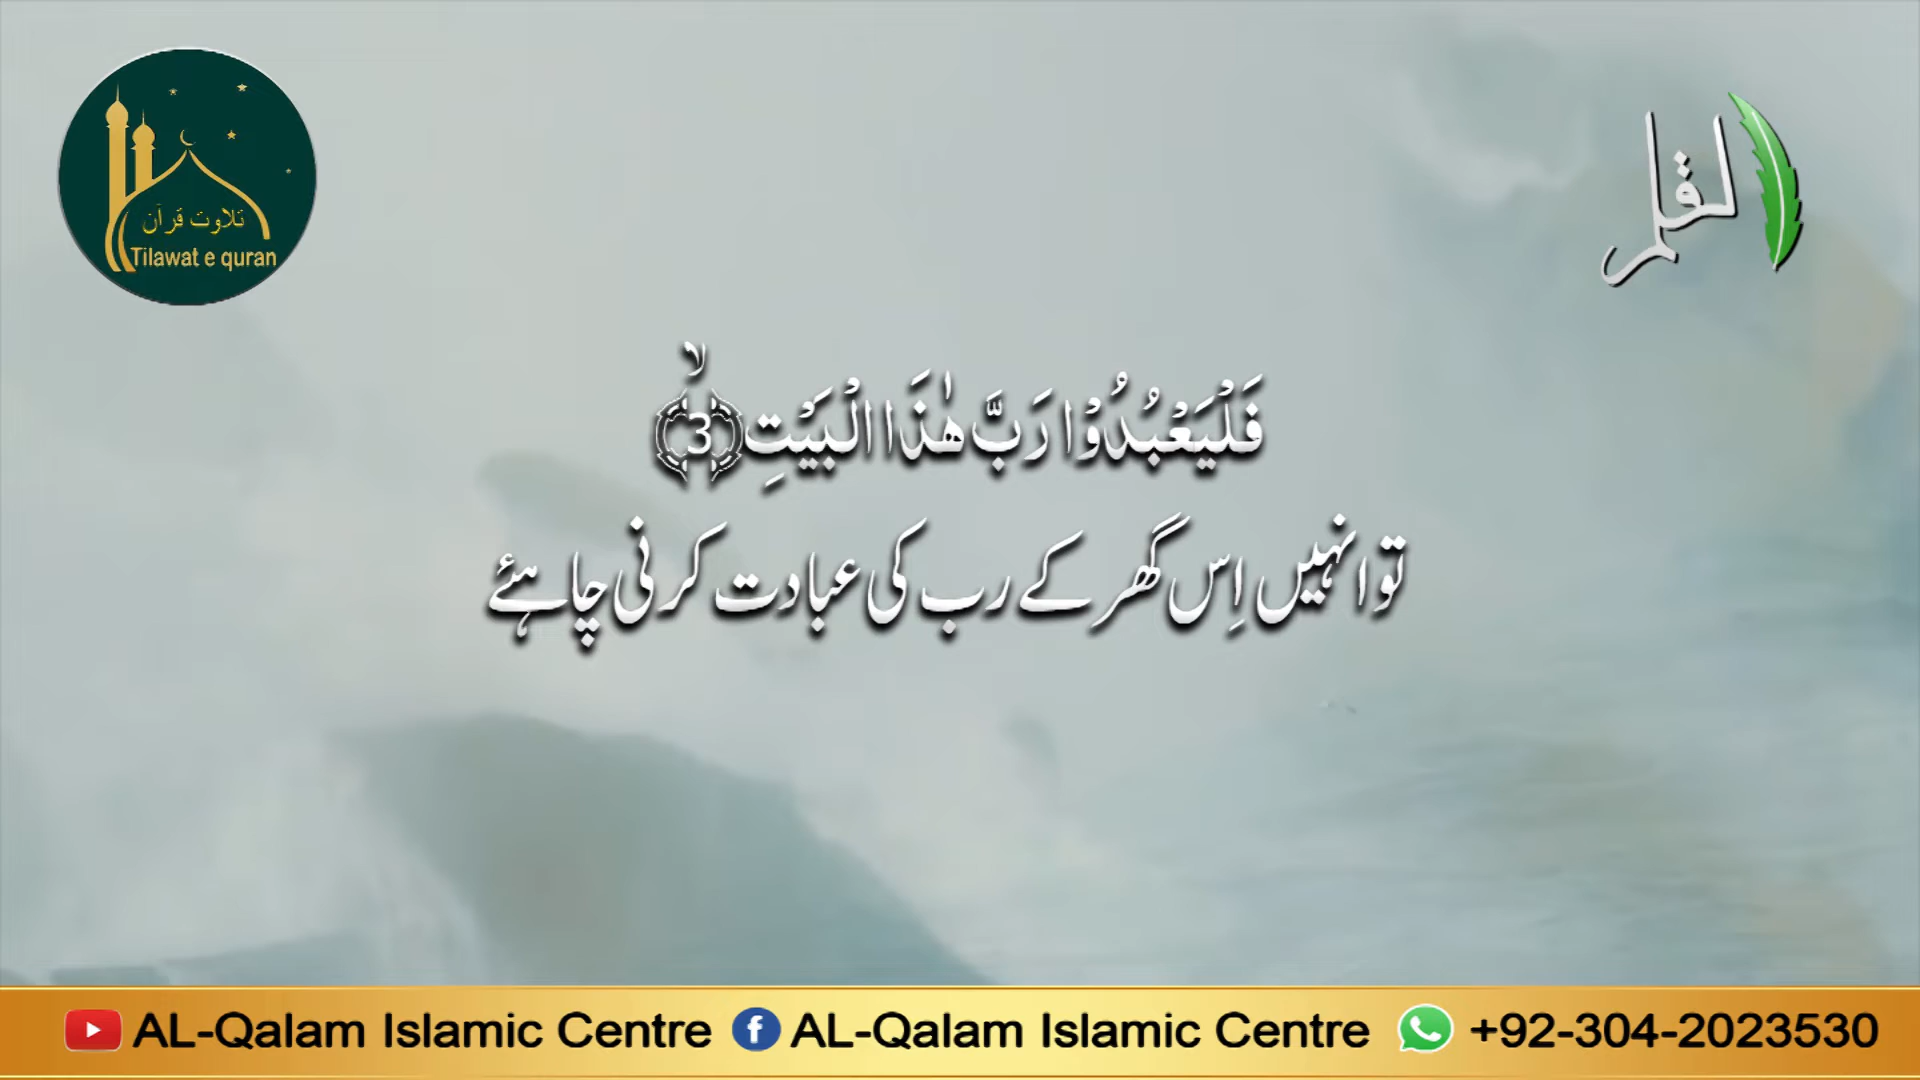 تلاوت قرآن
Tilawat e quran
القلم
فَلْيَعْبُدُوْا رَبَّ هٰذَا الْبَيْتِ ۙ 3
تو انہیں اِس گھر کے رب کی عبادت کرنی چاہئے
AL-Qalam Islamic Centre AL-Qalam Islamic Centre +92-304-2023530